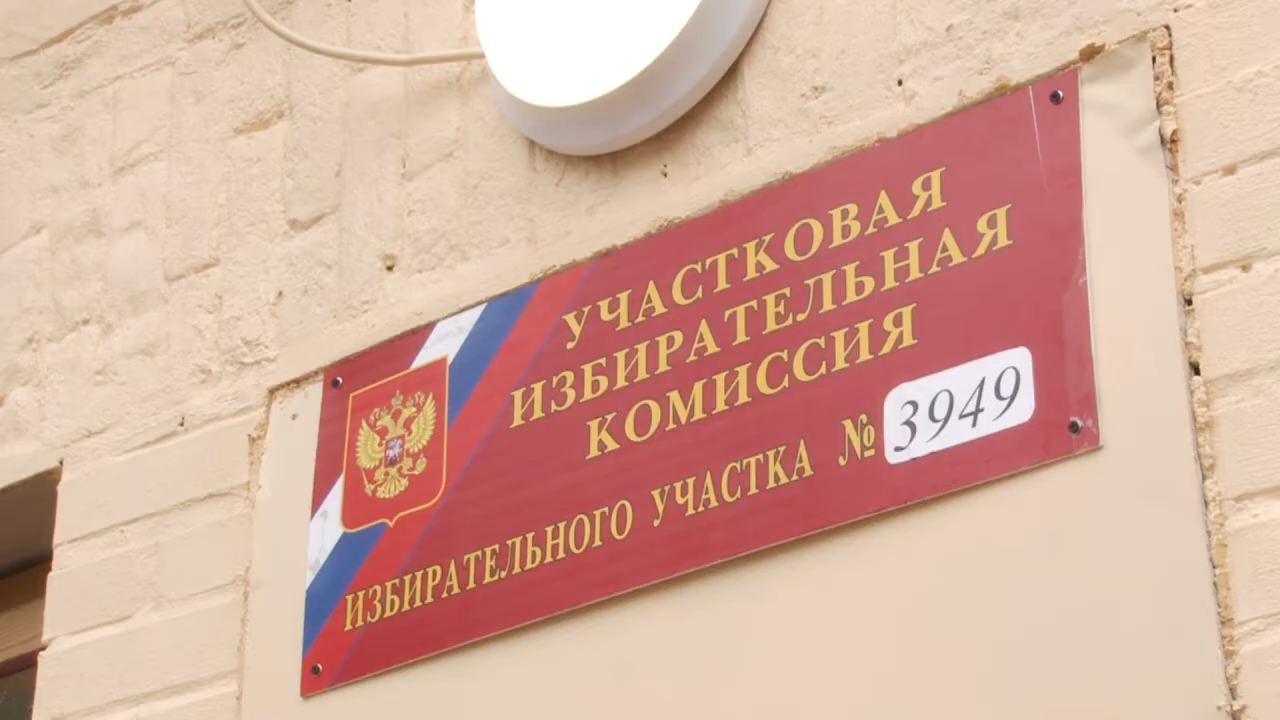 УЧАСТКОВАЯ
ИЗБИРАТЕЛЬНАЯ
КОМИССИЯ
ИЗБИРАТЕЛЬНОГО УЧАСТКА № 3949